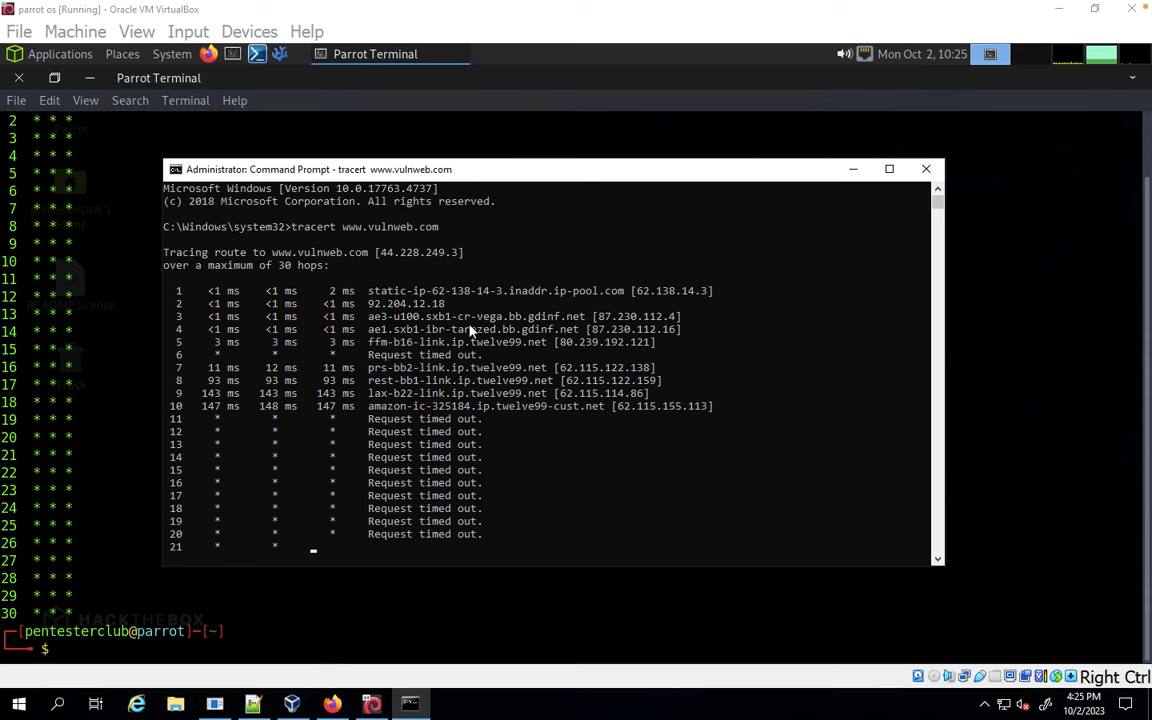 parrot os [Running] - Oracle VM VirtualBox
File Machine View Input Devices Help
Applications Places System Parrot Terminal Mon Oct 2, 10:25
Parrot Terminal
File Edit View Search Terminal Help
2 * * *
3 * * *
4 * * *
5 * * *
6 * * *
7 * * *
8 * * *
9 * * *
10 * * *
11 * * *
12 * * *
13 * * *
14 * * *
15 * * *
16 * * *
17 * * *
18 * * *
19 * * *
20 * * *
21 * * *
22 * * *
23 * * *
24 * * *
25 * * *
26 * * *
27 * * *
28 * * *
29 * * *
30 * * *
[pentesterclub@parrot]-[~]
$
Parrot
README.license
HACKTHEBOX
Administrator: Command Prompt - tracert www.vulnweb.com
Microsoft Windows [Version 10.0.17763.4737]
(c) 2018 Microsoft Corporation. All rights reserved.
C:\Windows\system32>tracert www.vulnweb.com
Tracing route to www.vulnweb.com [44.228.249.3]
over a maximum of 30 hops:
1 <1 ms <1 ms 2 ms static-ip-62-138-14-3.inaddr.ip-pool.com [62.138.14.3]
2 <1 ms <1 ms <1 ms 92.204.12.18
3 <1 ms <1 ms <1 ms ae3-u100.sxb1-cr-vega.bb.gdinf.net [87.230.112.4]
4 <1 ms <1 ms <1 ms ae1.sxb1-ibr-tarazed.bb.gdinf.net [87.230.112.16]
5 3 ms 3 ms 3 ms ffm-b16-link.ip.twelve99.net [80.239.192.121]
6 * * * Request timed out.
7 11 ms 12 ms 11 ms prs-bb2-link.ip.twelve99.net [62.115.122.138]
8 93 ms 93 ms 93 ms rest-bb1-link.ip.twelve99.net [62.115.122.159]
9 143 ms 143 ms 143 ms lax-b22-link.ip.twelve99.net [62.115.114.86]
10 147 ms 148 ms 147 ms amazon-ic-325184.ip.twelve99-cust.net [62.115.155.113]
11 * * * Request timed out.
12 * * * Request timed out.
13 * * * Request timed out.
14 * * * Request timed out.
15 * * * Request timed out.
16 * * * Request timed out.
17 * * * Request timed out.
18 * * * Request timed out.
19 * * * Request timed out.
20 * * * Request timed out.
21 * *
Right Ctrl
4:25 PM
10/2/2023